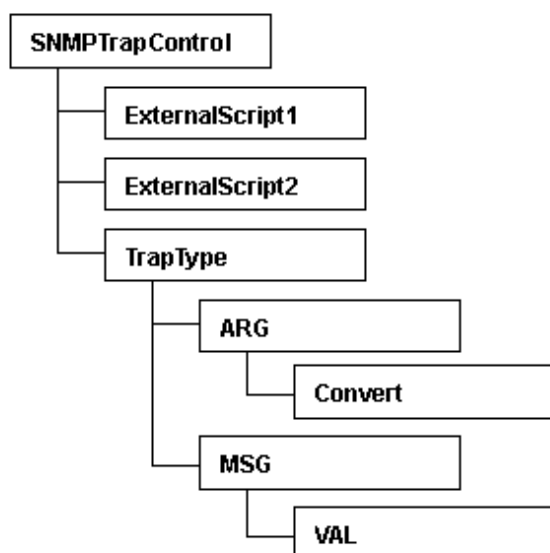 SNMPTrapControl
ExternalScript1
ExternalScript2
TrapType
ARG
Convert
MSG
VAL